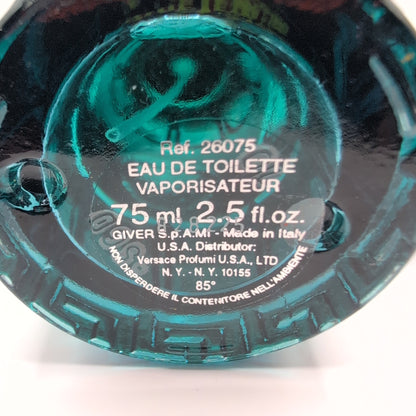 Ref. 26075
EAU DE TOILETTE
VAPORISATEUR
75 ml 2.5 fl.oz.
GIVER S.p.A.Mi - Made in Italy
U.S.A. Distributor:
Versace Profumi U.S.A., LTD
N.Y. - N.Y. 10155
85°
NON DISPERDERE IL CONTENITORE NELL'AMBIENTE